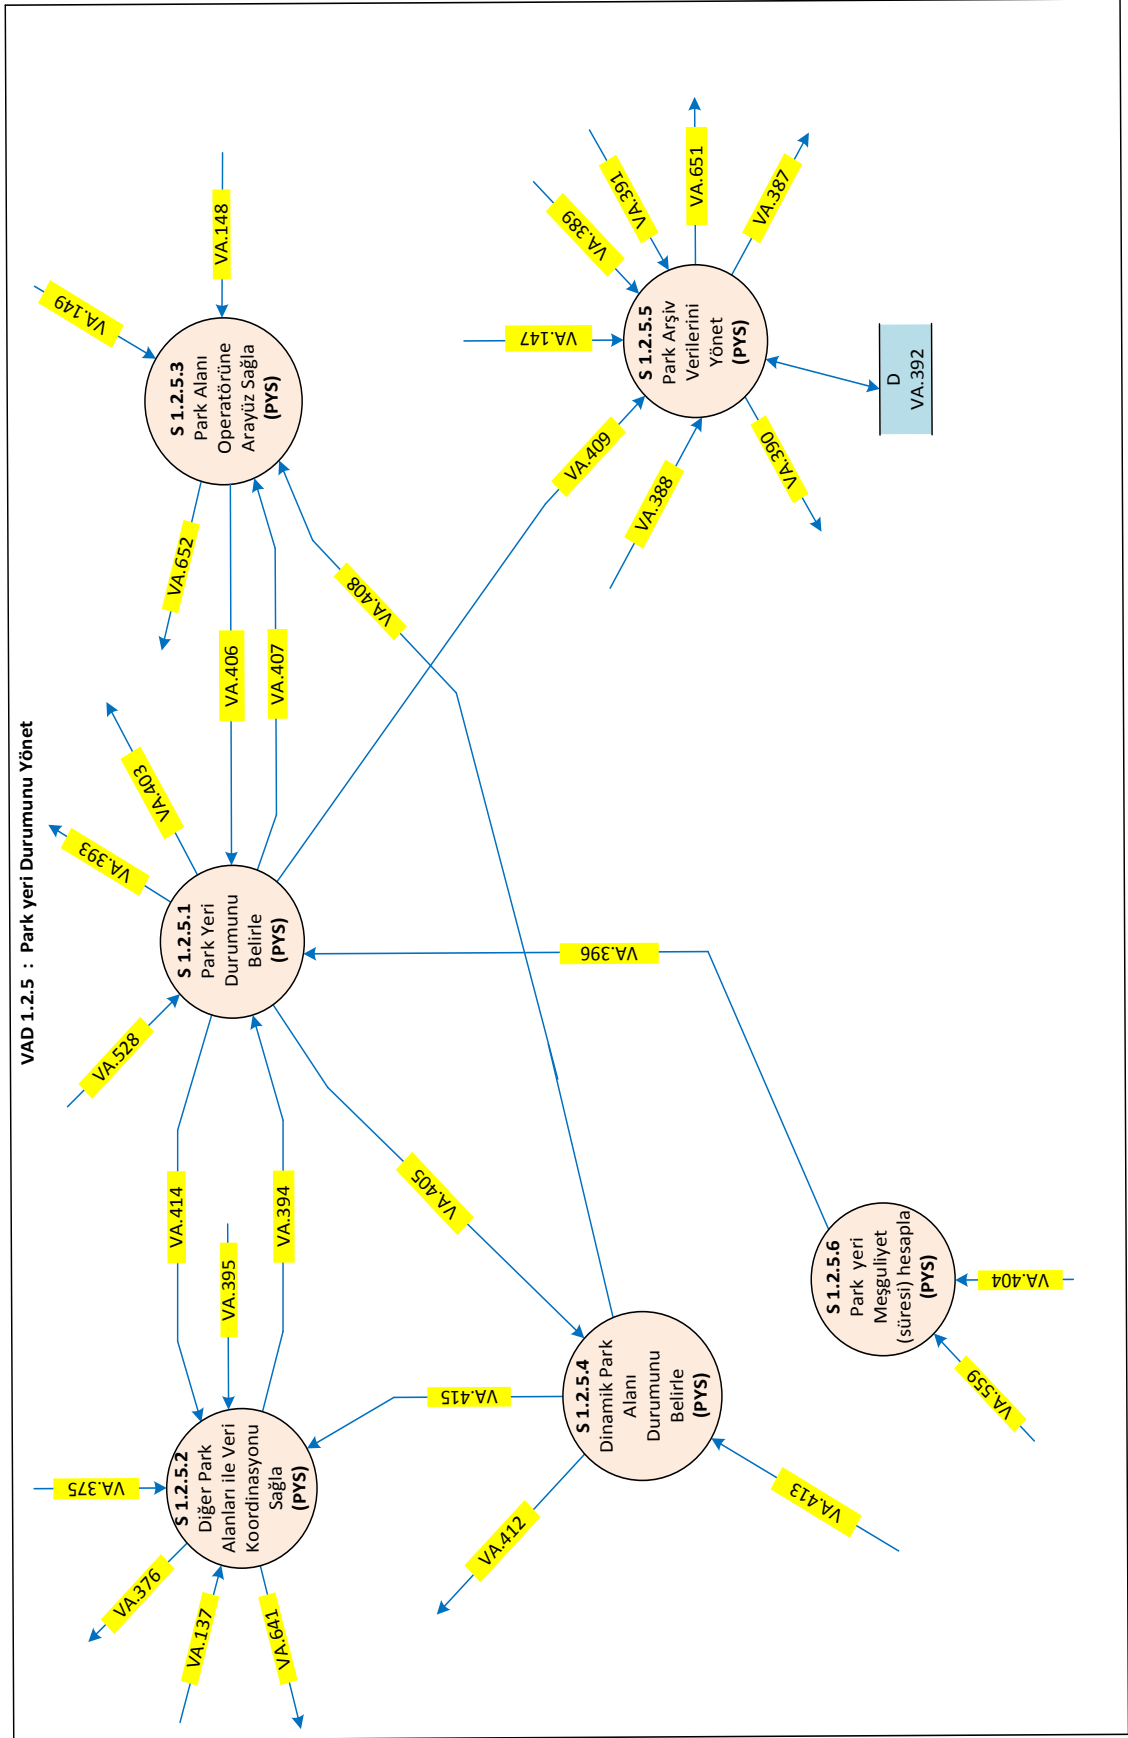 VAD 1.2.5 : Park yeri Durumunu Yönet
VA.375
VA.376
VA.137
VA.641
S 1.2.5.2
Diğer Park
Alanları ile Veri
Koordinasyonu
Sağla
(PYS)
VA.414
VA.395
VA.394
VA.528
VA.393
VA.403
S 1.2.5.1
Park Yeri
Durumunu
Belirle
(PYS)
VA.652
VA.406
VA.407
VA.149
VA.148
S 1.2.5.3
Park Alanı
Operatörüne
Arayüz Sağla
(PYS)
VA.408
VA.405
VA.415
VA.412
VA.413
S 1.2.5.4
Dinamik Park
Alanı
Durumunu
Belirle
(PYS)
VA.396
VA.409
VA.388
VA.147
VA.389
VA.391
VA.651
VA.387
VA.390
S 1.2.5.5
Park Arşiv
Verilerini
Yönet
(PYS)
D
VA.392
S 1.2.5.6
Park yeri
Meşguliyet
(süresi) hesapla
(PYS)
VA.404
VA.559